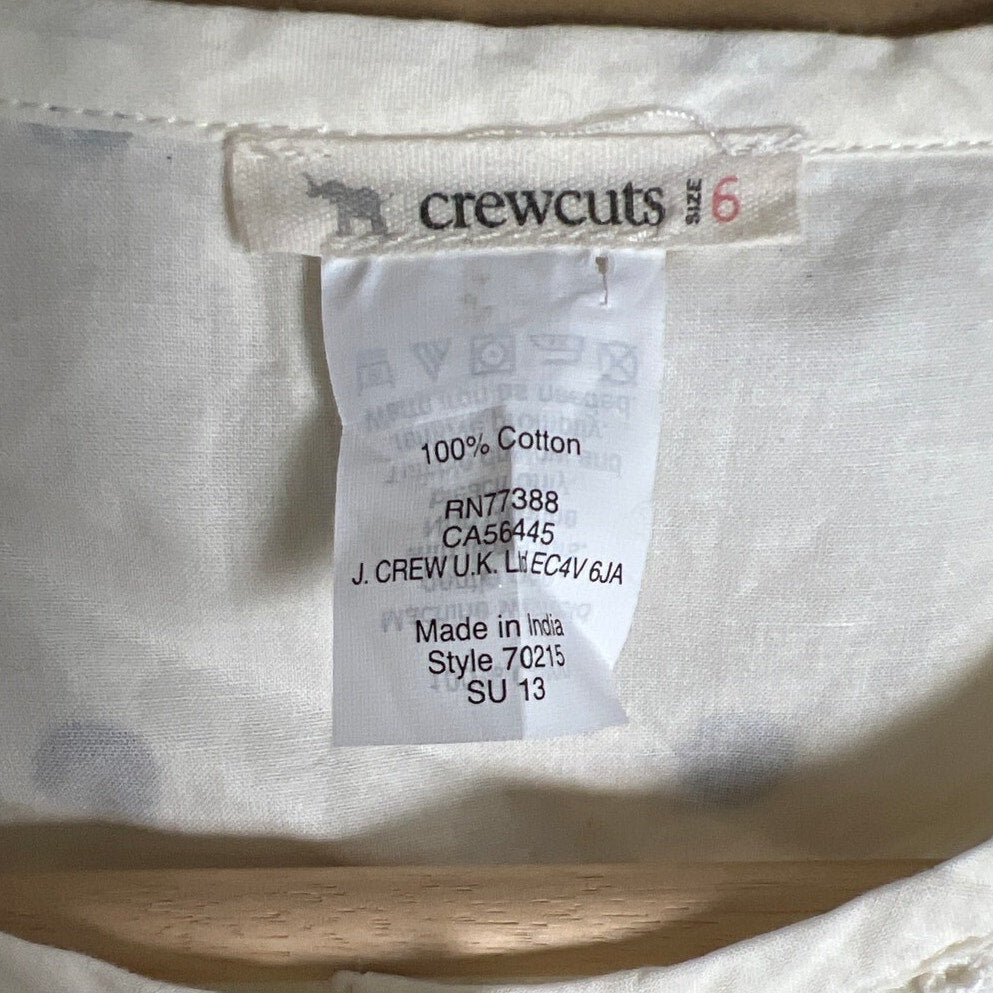 crewcuts SIZE 6
100% Cotton
RN77388
CA56445
J. CREW U.K. Ltd EC4V 6JA
Made in India
Style 70215
SU 13